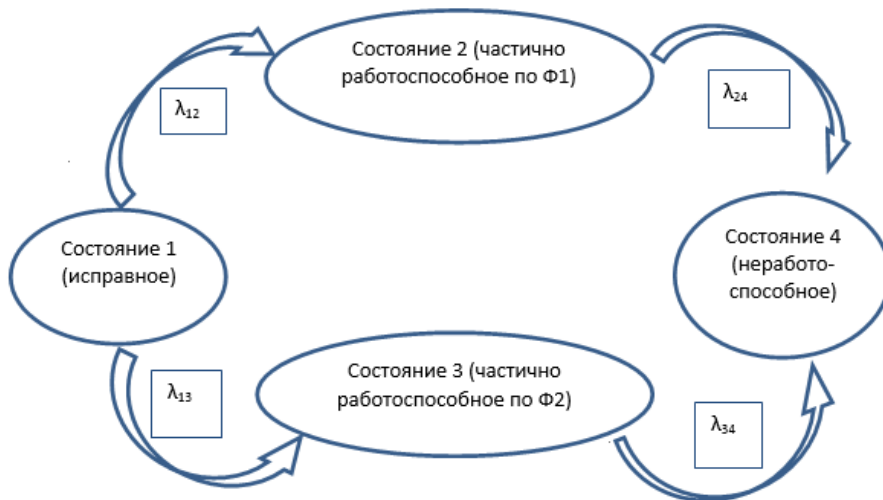 Состояние 2 (частично
работоспособное по Ф1)
λ₁₂
λ₂₄
Состояние 1
(исправное)
Состояние 4
(неработо-
способное)
Состояние 3 (частично
работоспособное по Ф2)
λ₁₃
λ₃₄